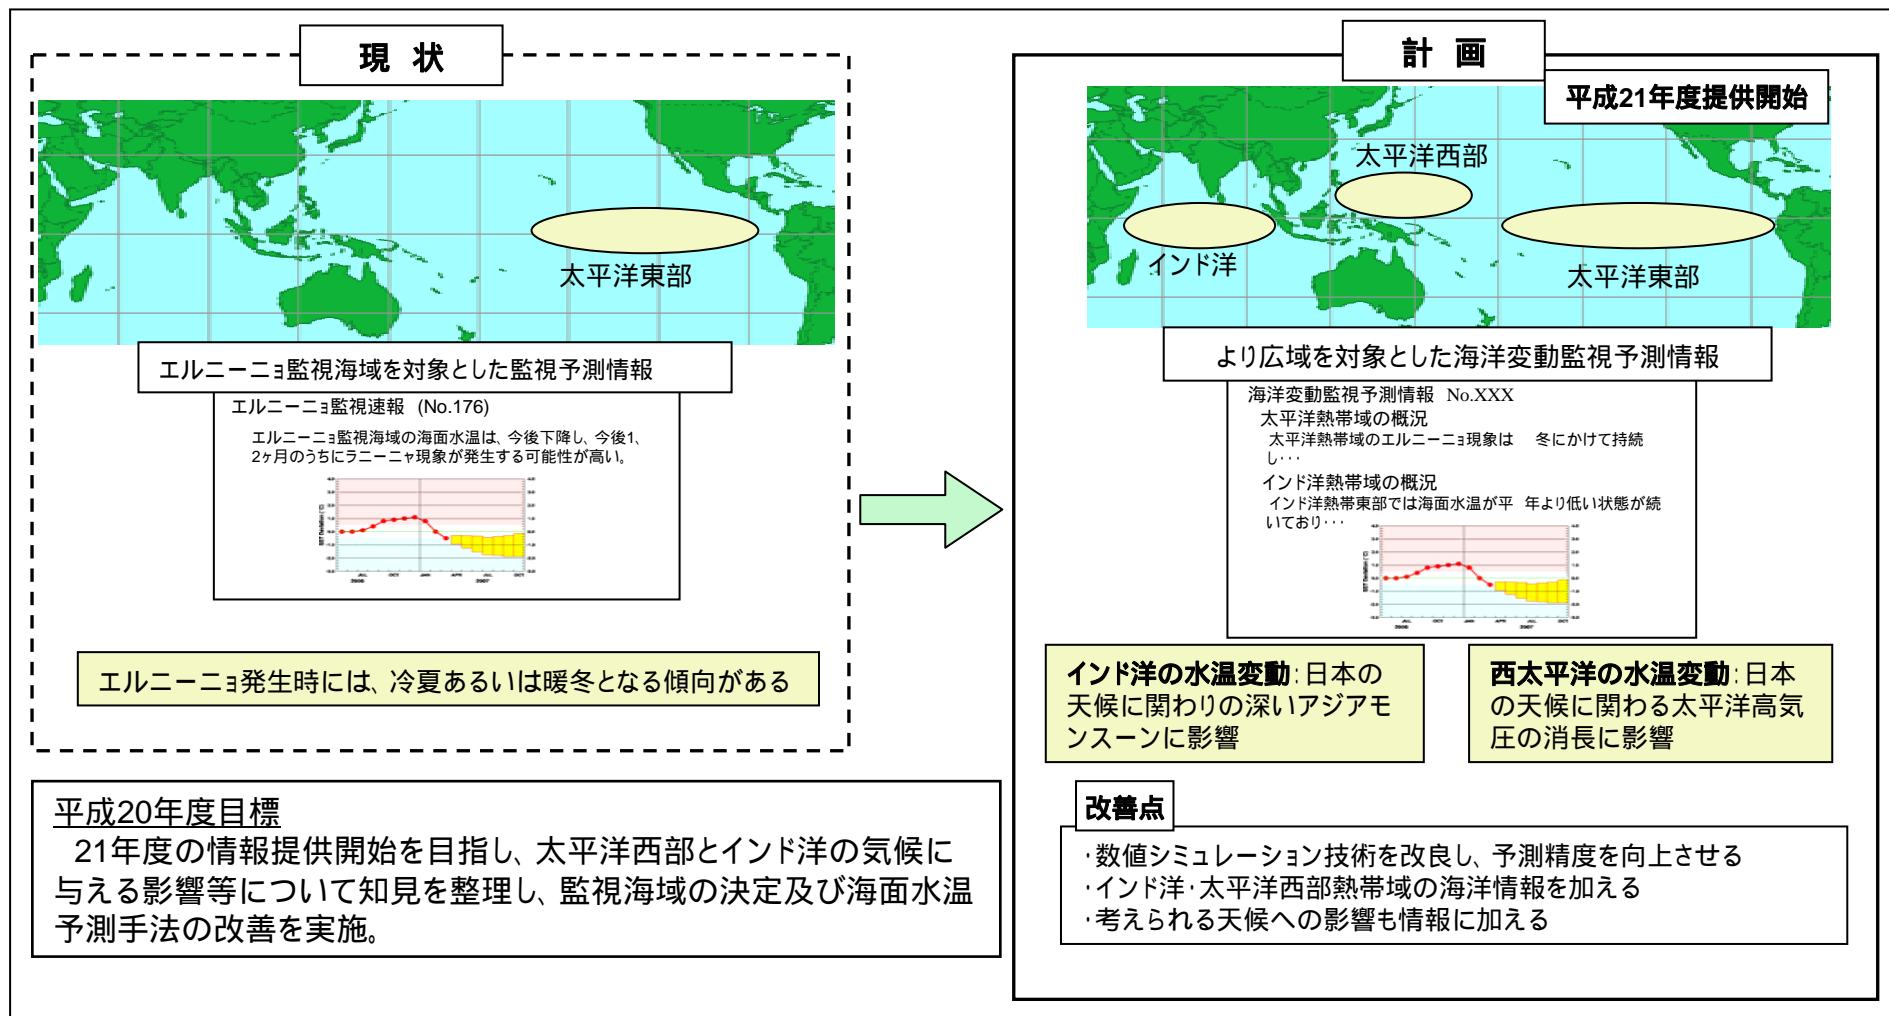 現 状
太平洋東部
エルニーニョ監視海域を対象とした監視予測情報
エルニーニョ監視速報 (No.176)
エルニーニョ監視海域の海面水温は、今後下降し、今後1、
2ヶ月のうちにラニーニャ現象が発生する可能性が高い。
エルニーニョ発生時には、冷夏あるいは暖冬となる傾向がある
平成20年度目標
21年度の情報提供開始を目指し、太平洋西部とインド洋の気候に
与える影響等について知見を整理し、監視海域の決定及び海面水温
予測手法の改善を実施。
計 画
平成21年度提供開始
太平洋西部
インド洋
太平洋東部
より広域を対象とした海洋変動監視予測情報
海洋変動監視予測情報 No.XXX
太平洋熱帯域の概況
太平洋熱帯域のエルニーニョ現象は 冬にかけて持続
し･･･
インド洋熱帯域の概況
インド洋熱帯東部では海面水温が平 年より低い状態が続
いており･･･
インド洋の水温変動:日本の
天候に関わりの深いアジアモ
ンスーンに影響
西太平洋の水温変動:日本
の天候に関わる太平洋高気
圧の消長に影響
改善点
･数値シミュレーション技術を改良し、予測精度を向上させる
･インド洋･太平洋西部熱帯域の海洋情報を加える
･考えられる天候への影響も情報に加える